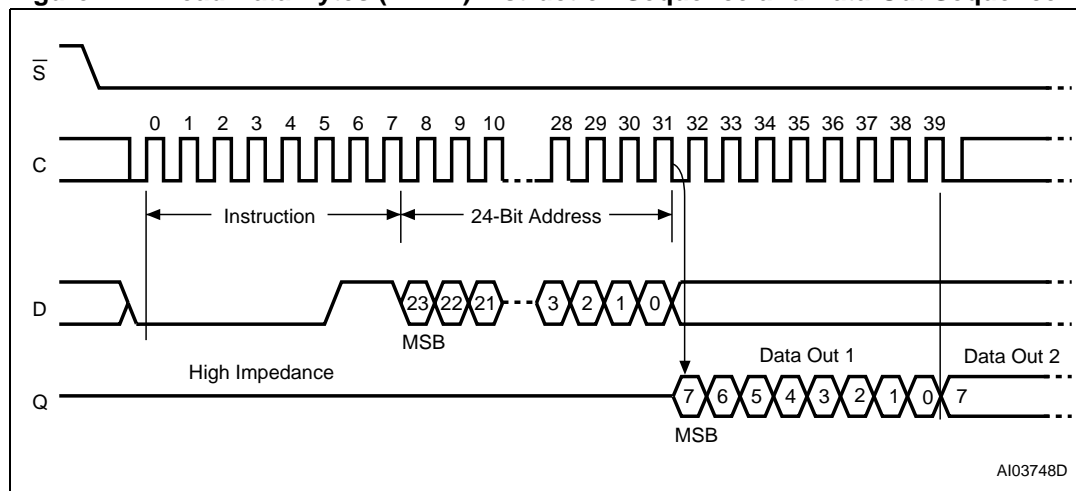 S
0 1 2 3 4 5 6 7 8 9 10 28 29 30 31 32 33 34 35 36 37 38 39
C
Instruction 24-Bit Address
D
23 22 21 3 2 1 0
MSB
Data Out 1 Data Out 2
High Impedance
Q
7 6 5 4 3 2 1 0 7
MSB
AI03748D